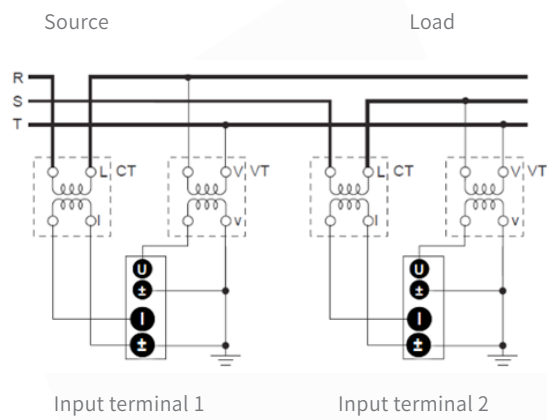 Source Load
R
S
T
L CT V VT L CT V VT
l v l v
U U
± ±
I I
± ±
Input terminal 1 Input terminal 2